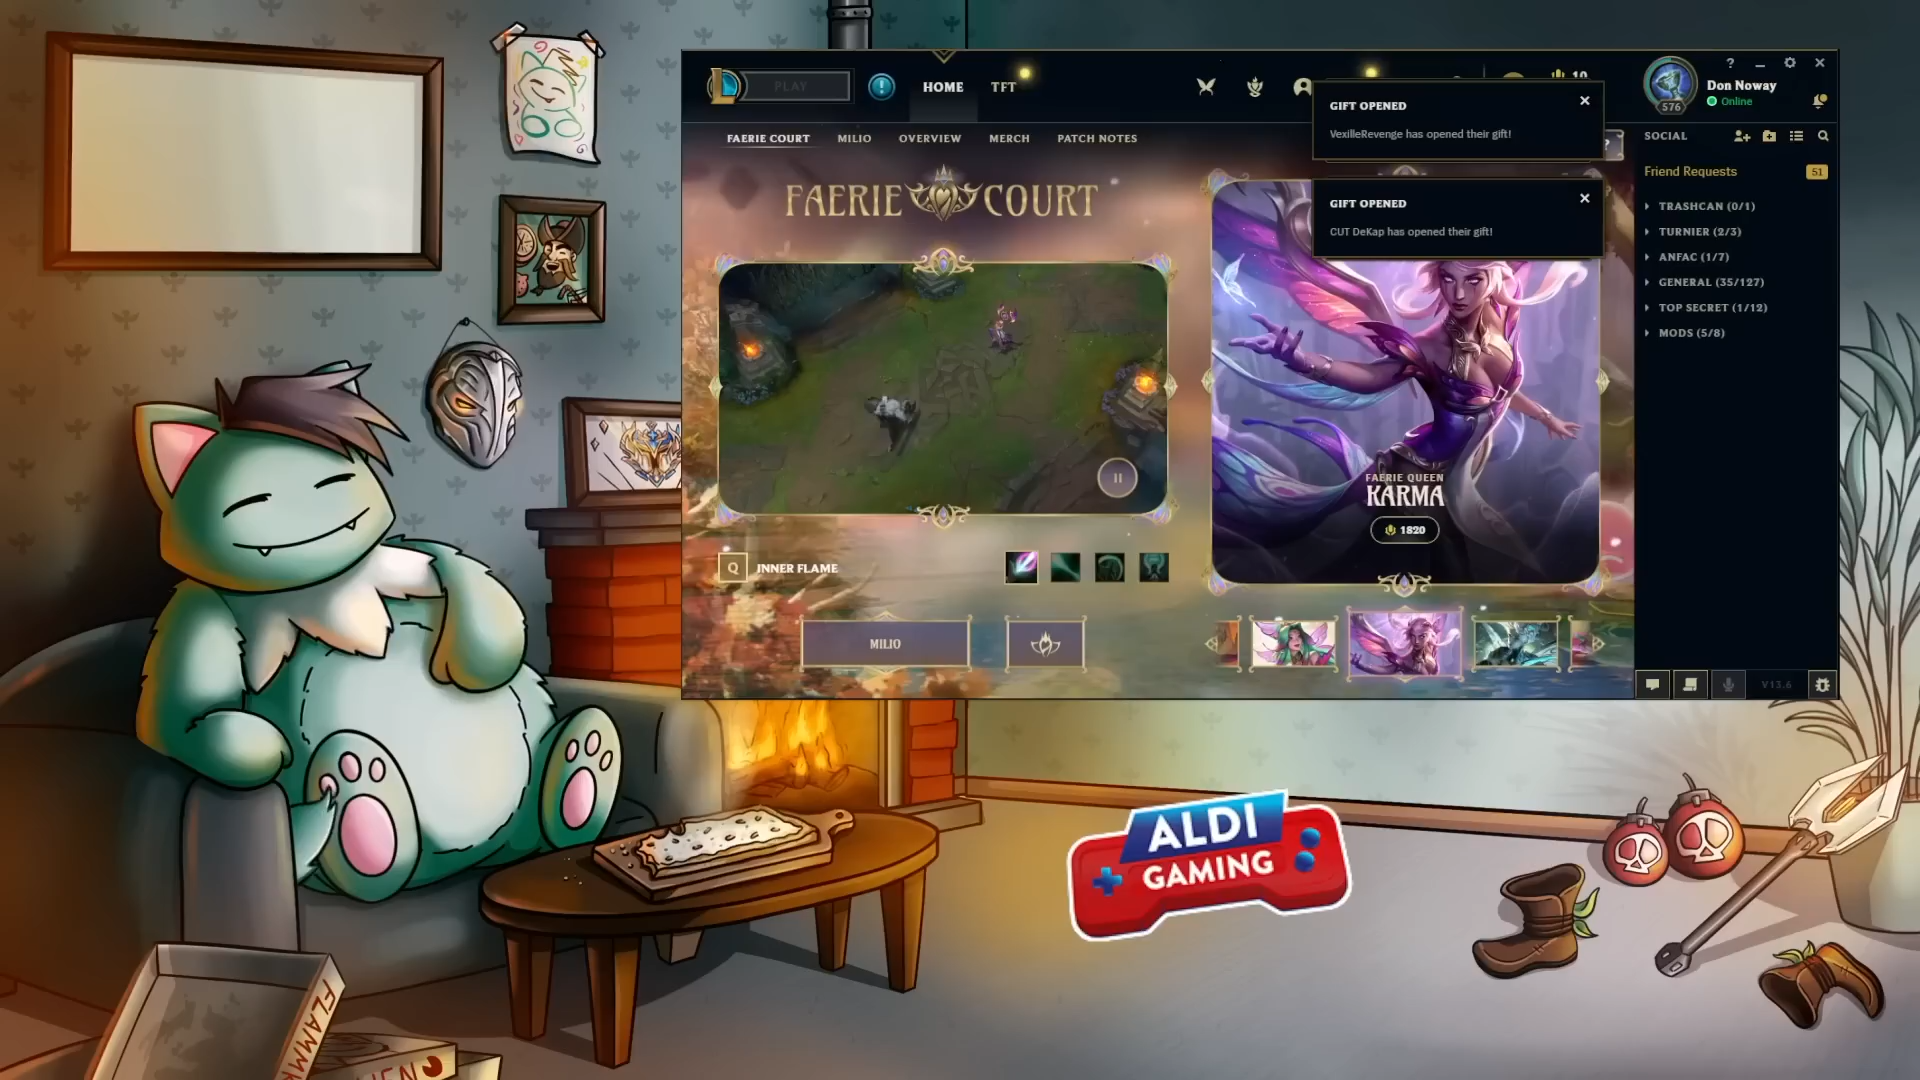 PLAY
HOME
TFT
10
?
576
Don Noway
Online
GIFT OPENED
VexilleRevenge has opened their gift!
FAERIE COURT
MILIO
OVERVIEW
MERCH
PATCH NOTES
SOCIAL
Friend Requests
51
FAERIE COURT
GIFT OPENED
CUT DeKap has opened their gift!
TRASHCAN (0/1)
TURNIER (2/3)
ANFAC (1/7)
GENERAL (35/127)
TOP SECRET (1/12)
MODS (5/8)
FAERIE QUEEN
KARMA
1820
Q
INNER FLAME
MILIO
V13.6
ALDI
GAMING